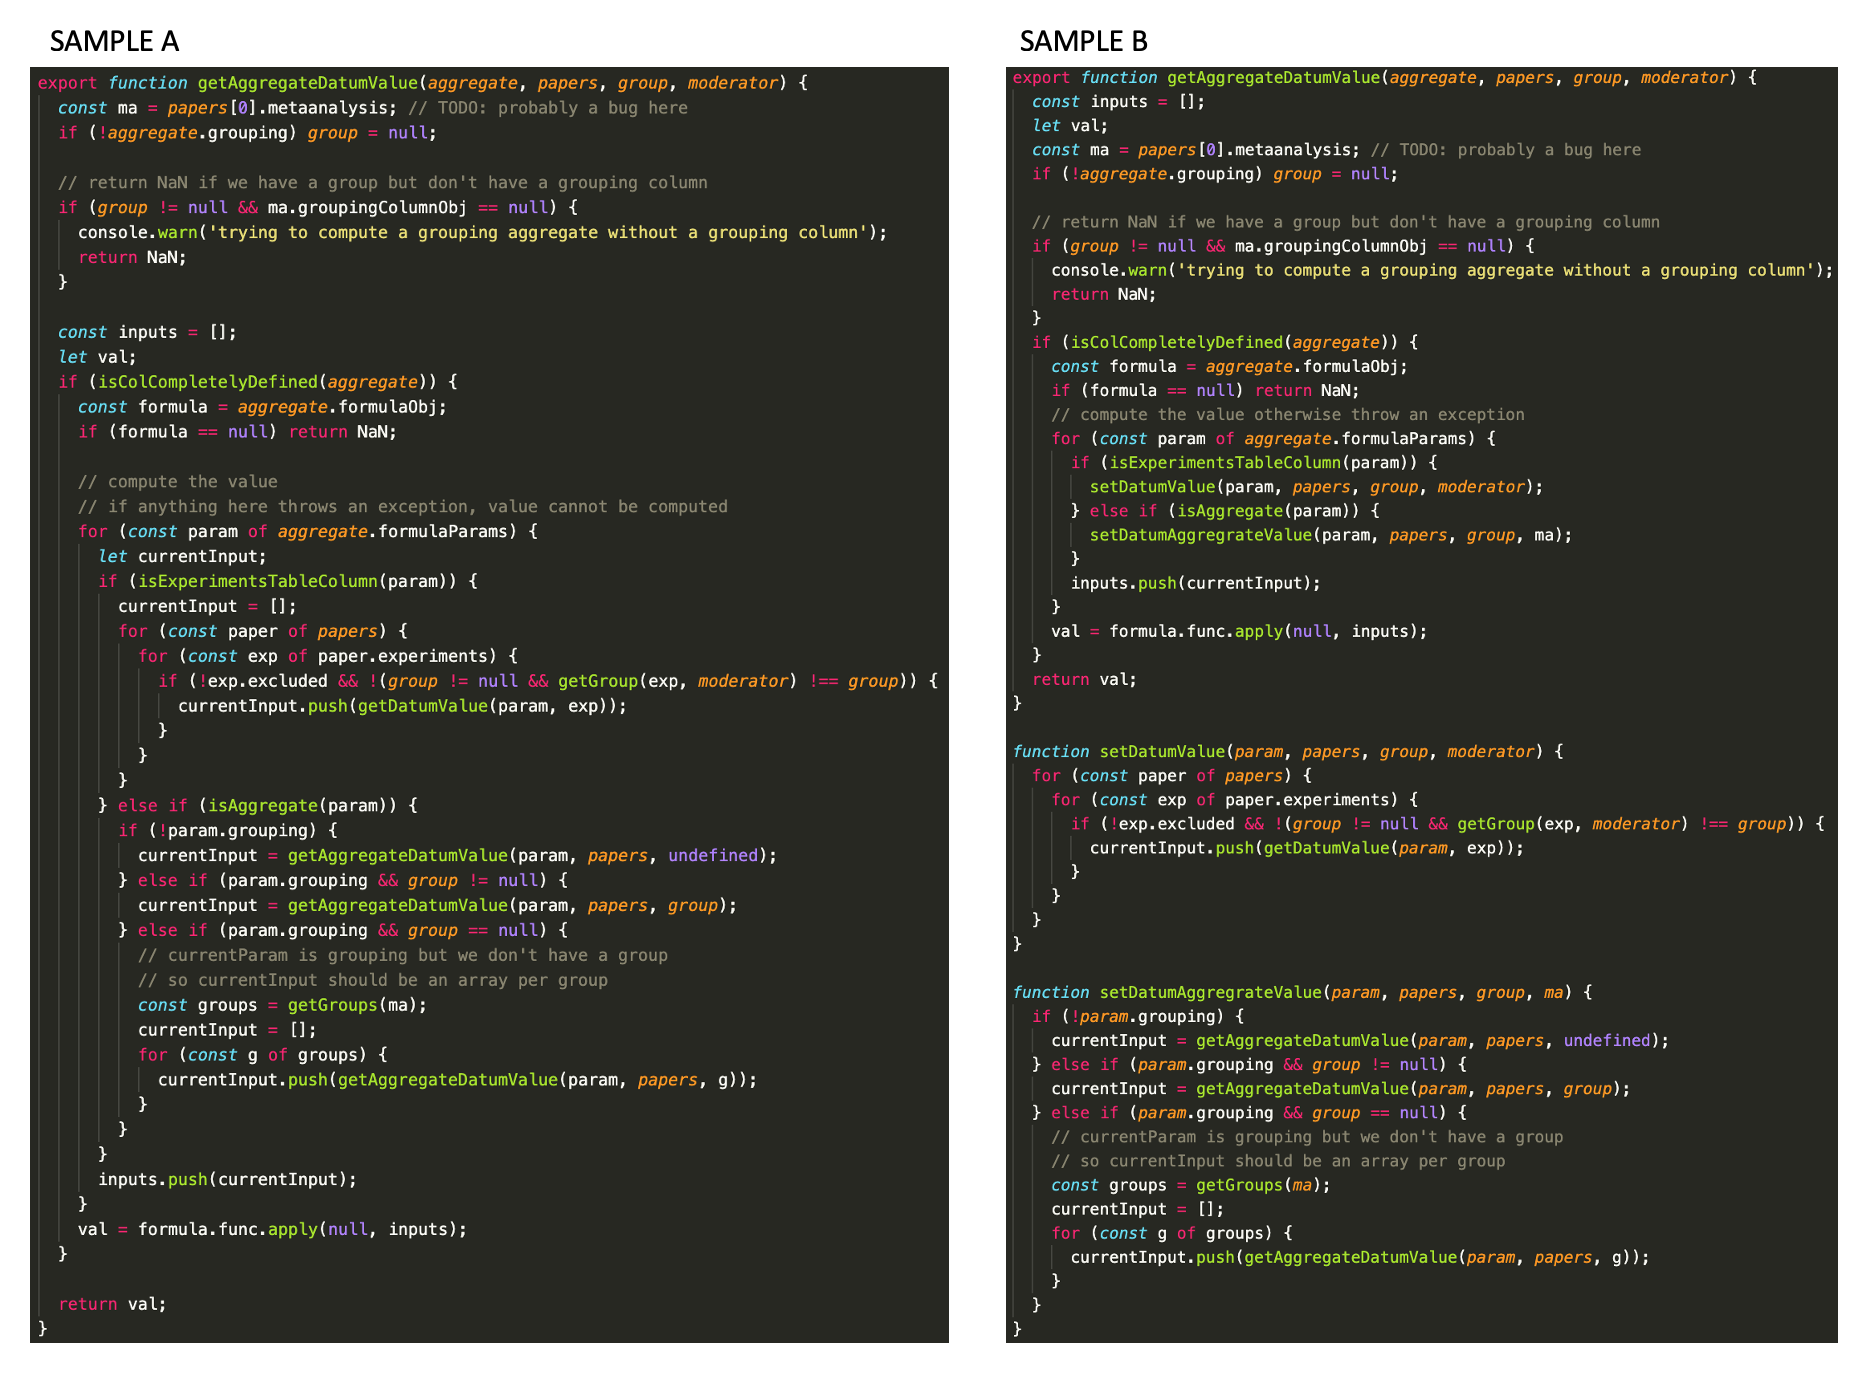 SAMPLE A
export function getAggregateDatumValue(aggregate, papers, group, moderator) {
  const ma = papers[0].metaanalysis; // TODO: probably a bug here
  if (!aggregate.grouping) group = null;

  // return NaN if we have a group but don't have a grouping column
  if (group != null && ma.groupingColumnObj == null) {
    console.warn('trying to compute a grouping aggregate without a grouping column');
    return NaN;
  }

  const inputs = [];
  let val;
  if (isColCompletelyDefined(aggregate)) {
    const formula = aggregate.formulaObj;
    if (formula == null) return NaN;

    // compute the value
    // if anything here throws an exception, value cannot be computed
    for (const param of aggregate.formulaParams) {
      let currentInput;
      if (isExperimentsTableColumn(param)) {
        currentInput = [];
        for (const paper of papers) {
          for (const exp of paper.experiments) {
            if (!exp.excluded && !(group != null && getGroup(exp, moderator) !== group)) {
              currentInput.push(getDatumValue(param, exp));
            }
          }
        }
      } else if (isAggregate(param)) {
        if (!param.grouping) {
          currentInput = getAggregateDatumValue(param, papers, undefined);
        } else if (param.grouping && group != null) {
          currentInput = getAggregateDatumValue(param, papers, group);
        } else if (param.grouping && group == null) {
          // currentParam is grouping but we don't have a group
          // so currentInput should be an array per group
          const groups = getGroups(ma);
          currentInput = [];
          for (const g of groups) {
            currentInput.push(getAggregateDatumValue(param, papers, g));
          }
        }
      }
      inputs.push(currentInput);
    }
    val = formula.func.apply(null, inputs);
  }

  return val;
}
SAMPLE B
export function getAggregateDatumValue(aggregate, papers, group, moderator) {
  const inputs = [];
  let val;
  const ma = papers[0].metaanalysis; // TODO: probably a bug here
  if (!aggregate.grouping) group = null;

  // return NaN if we have a group but don't have a grouping column
  if (group != null && ma.groupingColumnObj == null) {
    console.warn('trying to compute a grouping aggregate without a grouping column');
    return NaN;
  }
  if (isColCompletelyDefined(aggregate)) {
    const formula = aggregate.formulaObj;
    if (formula == null) return NaN;
    // compute the value otherwise throw an exception
    for (const param of aggregate.formulaParams) {
      if (isExperimentsTableColumn(param)) {
        setDatumValue(param, papers, group, moderator);
      } else if (isAggregate(param)) {
        setDatumAggregrateValue(param, papers, group, ma);
      }
      inputs.push(currentInput);
    }
    val = formula.func.apply(null, inputs);
  }
  return val;
}

function setDatumValue(param, papers, group, moderator) {
  for (const paper of papers) {
    for (const exp of paper.experiments) {
      if (!exp.excluded && !(group != null && getGroup(exp, moderator) !== group)) {
        currentInput.push(getDatumValue(param, exp));
      }
    }
  }
}

function setDatumAggregrateValue(param, papers, group, ma) {
  if (!param.grouping) {
    currentInput = getAggregateDatumValue(param, papers, undefined);
  } else if (param.grouping && group != null) {
    currentInput = getAggregateDatumValue(param, papers, group);
  } else if (param.grouping && group == null) {
    // currentParam is grouping but we don't have a group
    // so currentInput should be an array per group
    const groups = getGroups(ma);
    currentInput = [];
    for (const g of groups) {
      currentInput.push(getAggregateDatumValue(param, papers, g));
    }
  }
}